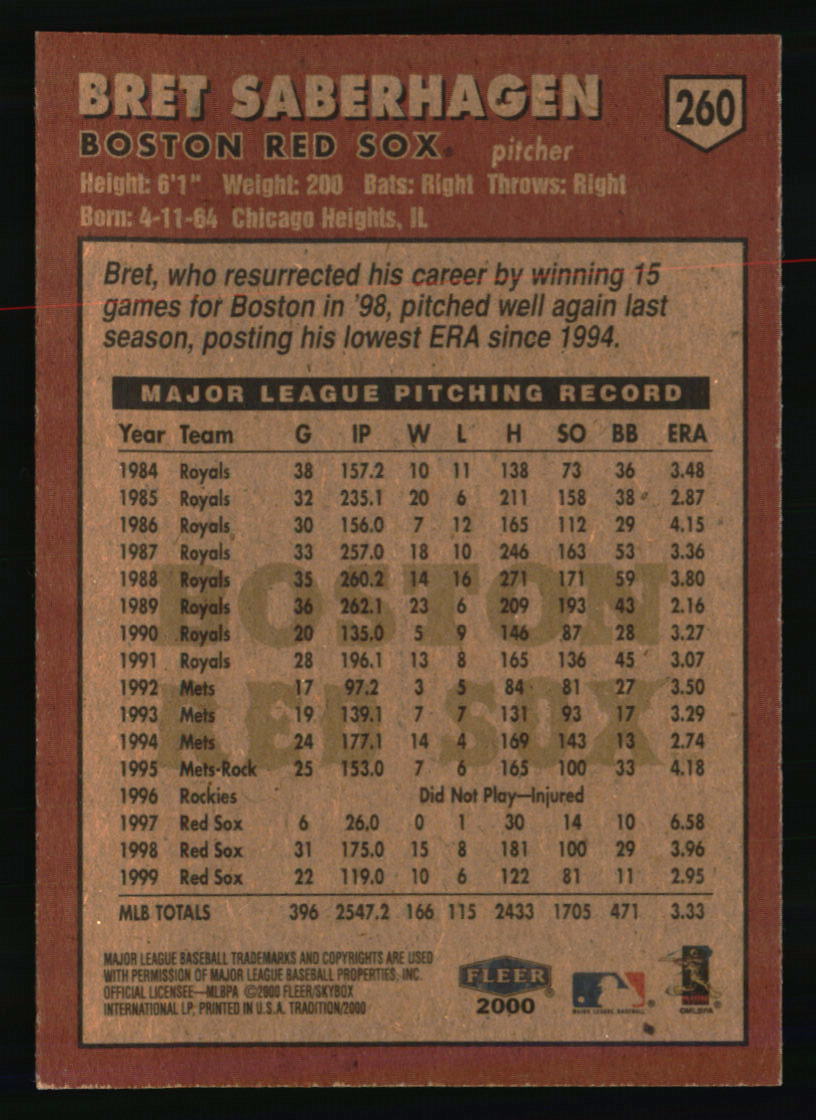 BRET SABERHAGEN
260
BOSTON RED SOX pitcher
Height: 6'1" Weight: 200 Bats: Right Throws: Right
Born: 4-11-64 Chicago Heights, IL
Bret, who resurrected his career by winning 15
games for Boston in '98, pitched well again last
season, posting his lowest ERA since 1994.
MAJOR LEAGUE PITCHING RECORD
Year Team G IP W L H SO BB ERA
1984 Royals 38 157.2 10 11 138 73 36 3.48
1985 Royals 32 235.1 20 6 211 158 38 2.87
1986 Royals 30 156.0 7 12 165 112 29 4.15
1987 Royals 33 257.0 18 10 246 163 53 3.36
1988 Royals 35 260.2 14 16 271 171 59 3.80
1989 Royals 36 262.1 23 6 209 193 43 2.16
1990 Royals 20 135.0 5 9 146 87 28 3.27
1991 Royals 28 196.1 13 8 165 136 45 3.07
1992 Mets 17 97.2 3 5 84 81 27 3.50
1993 Mets 19 139.1 7 7 131 93 17 3.29
1994 Mets 24 177.1 14 4 169 143 13 2.74
1995 Mets-Rock 25 153.0 7 6 165 100 33 4.18
1996 Rockies Did Not Play—Injured
1997 Red Sox 6 26.0 0 1 30 14 10 6.58
1998 Red Sox 31 175.0 15 8 181 100 29 3.96
1999 Red Sox 22 119.0 10 6 122 81 11 2.95
MLB TOTALS 396 2547.2 166 115 2433 1705 471 3.33
BOSTON
RED SOX
MAJOR LEAGUE BASEBALL TRADEMARKS AND COPYRIGHTS ARE USED
WITH PERMISSION OF MAJOR LEAGUE BASEBALL PROPERTIES, INC.
OFFICIAL LICENSEE—MLBPA ©2000 FLEER/SKYBOX
INTERNATIONAL LP, PRINTED IN U.S.A. TRADITION/2000
FLEER
2000
MAJOR LEAGUE BASEBALL
©MLBPA